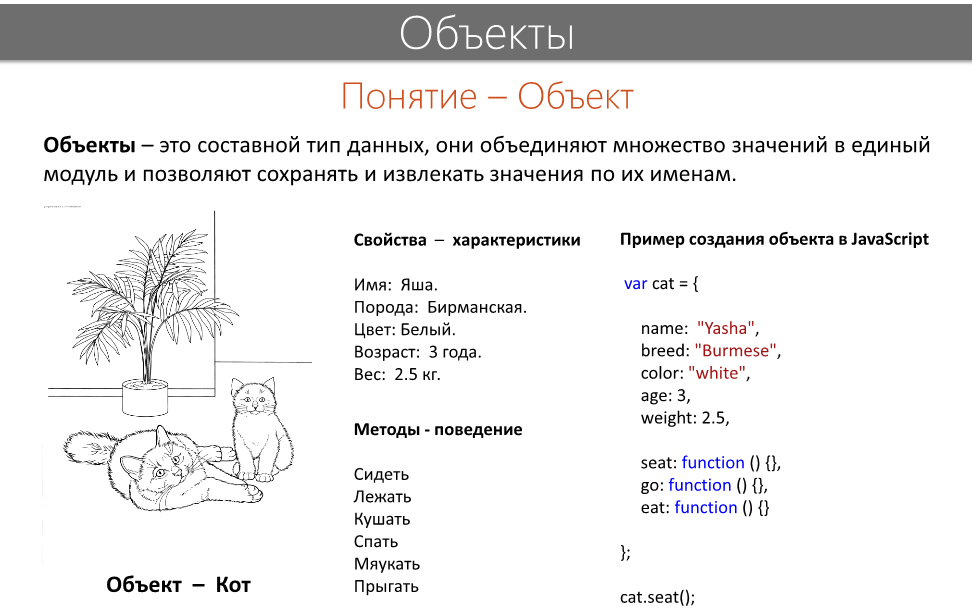 Объекты
Понятие – Объект
Объекты – это составной тип данных, они объединяют множество значений в единый
модуль и позволяют сохранять и извлекать значения по их именам.
Свойства – характеристики
Имя: Яша.
Порода: Бирманская.
Цвет: Белый.
Возраст: 3 года.
Вес: 2.5 кг.
Методы - поведение
Сидеть
Лежать
Кушать
Спать
Мяукать
Прыгать
Пример создания объекта в JavaScript
var cat = {
name: "Yasha",
breed: "Burmese",
color: "white",
age: 3,
weight: 2.5,
seat: function () {},
go: function () {},
eat: function () {}
};
cat.seat();
Объект – Кот